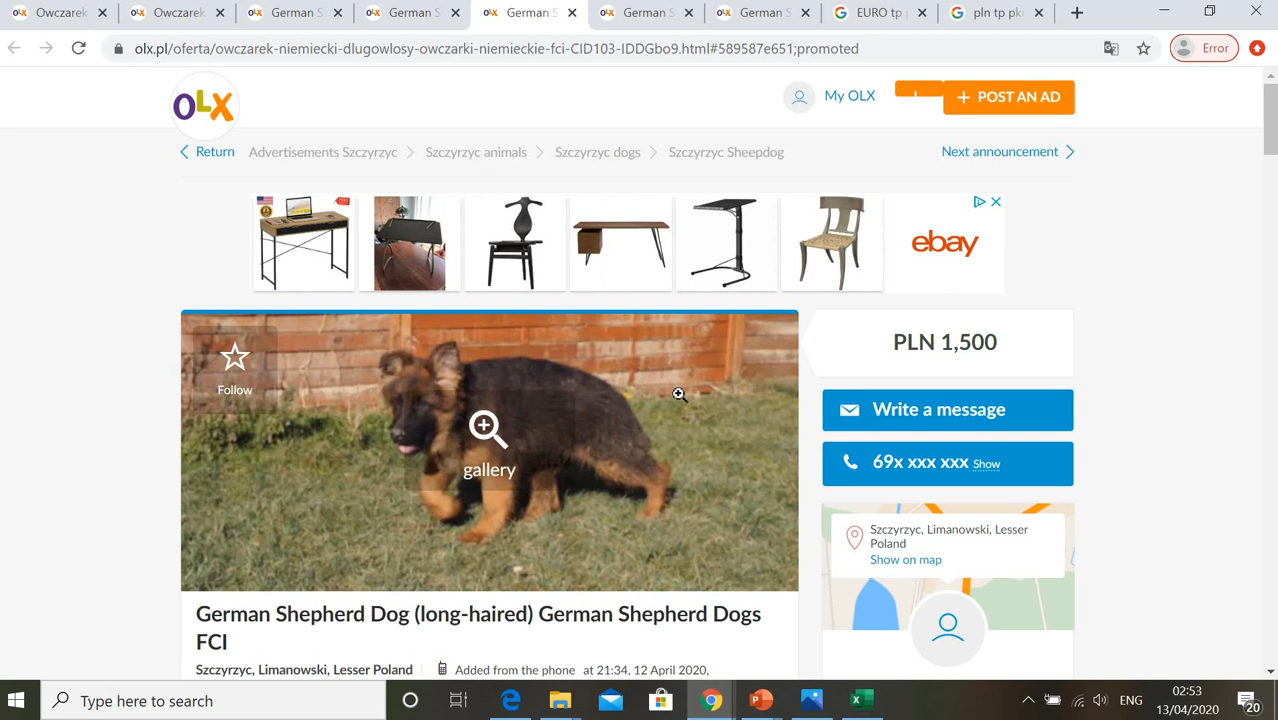 Owczarek
Owczarek
German S
German S
German S
German S
German S
EURO tp p
pln tp pk
olx.pl/oferta/owczarek-niemiecki-dlugowlosy-owczarki-niemieckie-fci-CID103-IDDGbo9.html#589587e651;promoted
Error
OLX
My OLX
+ POST AN AD
Return Advertisements Szczyrzyc Szczyrzyc animals Szczyrzyc dogs Szczyrzyc Sheepdog Next announcement
ebay
Follow
gallery
PLN 1,500
Write a message
69x xxx xxx Show
Szczyrzyc, Limanowski, Lesser
Poland
Show on map
German Shepherd Dog (long-haired) German Shepherd Dogs
FCI
Szczyrzyc, Limanowski, Lesser Poland Added from the phone at 21:34, 12 April 2020,
Type here to search
ENG
02:53
13/04/2020
20